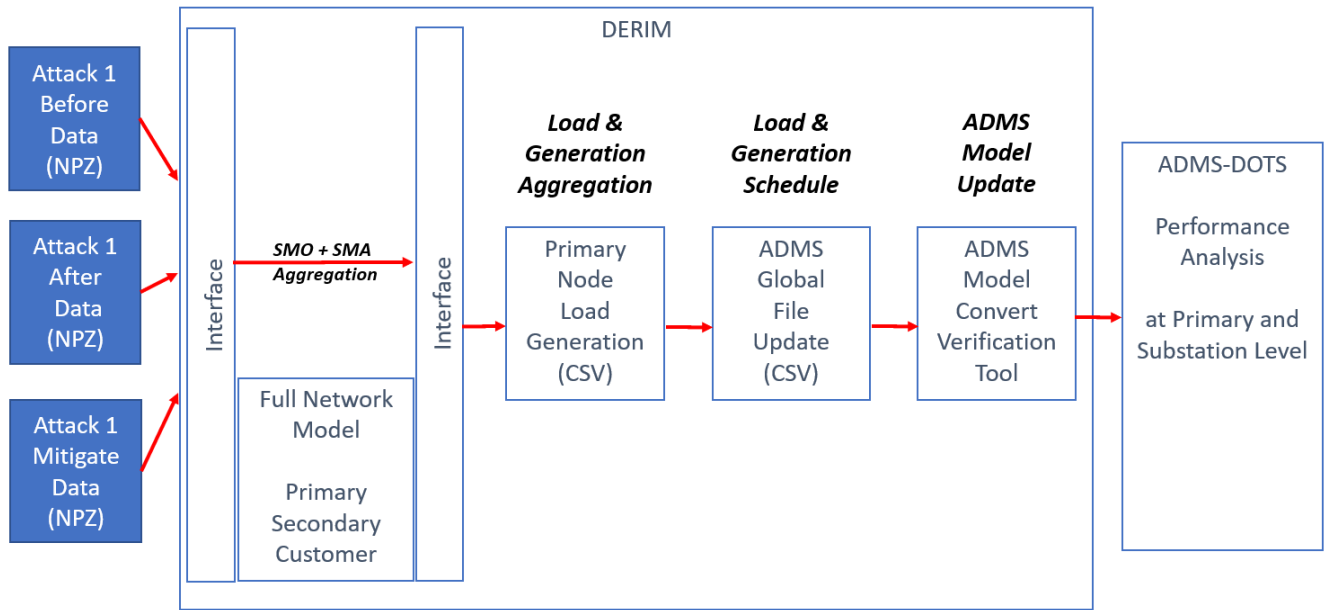 DERIM
Attack 1
Before
Data
(NPZ)
Attack 1
After
Data
(NPZ)
Attack 1
Mitigate
Data
(NPZ)
Interface
SMO + SMA
Aggregation
Full Network
Model
Primary
Secondary
Customer
Interface
Load &
Generation
Aggregation
Primary
Node
Load
Generation
(CSV)
Load &
Generation
Schedule
ADMS
Global
File
Update
(CSV)
ADMS
Model
Update
ADMS
Model
Convert
Verification
Tool
ADMS-DOTS
Performance
Analysis
at Primary and
Substation Level